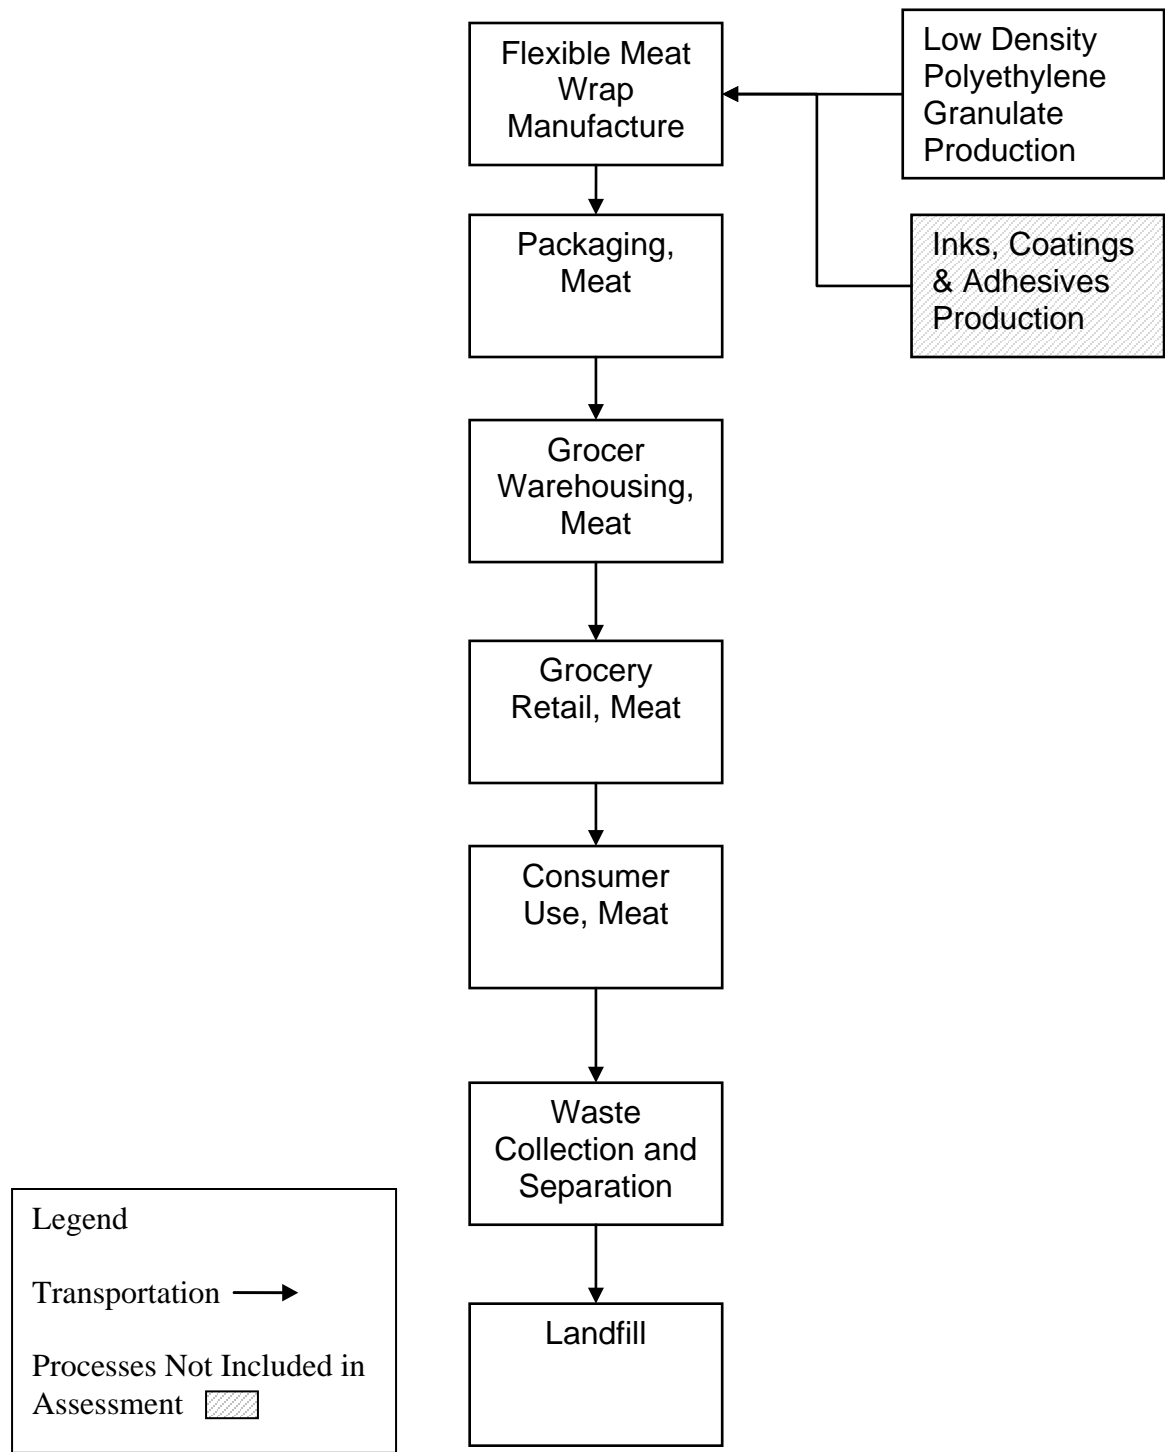 Flexible Meat
Wrap
Manufacture
Low Density
Polyethylene
Granulate
Production
Packaging,
Meat
Inks, Coatings
& Adhesives
Production
Grocer
Warehousing,
Meat
Grocery
Retail, Meat
Consumer
Use, Meat
Waste
Collection and
Separation
Legend
Transportation
Processes Not Included in
Assessment
Landfill